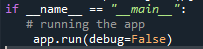 if __name__ == "__main__":
    # running the app
    app.run(debug=False)